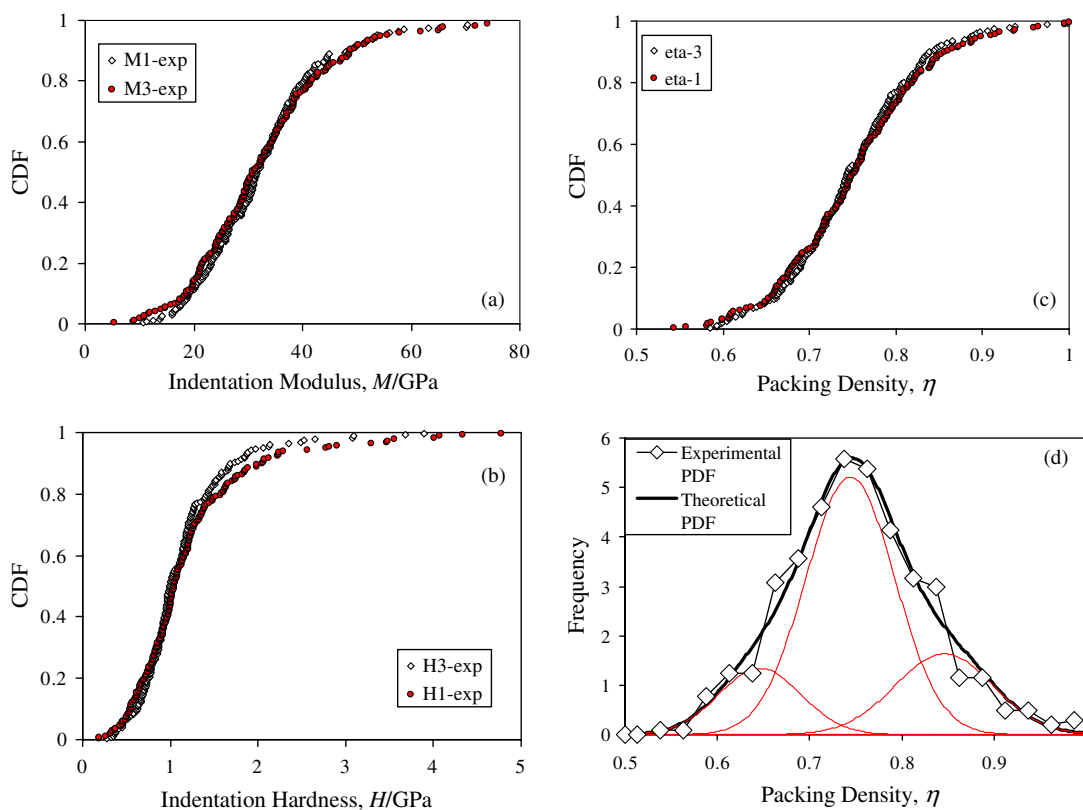 1
0.8
0.6
0.4
0.2
0
CDF
M1-exp
M3-exp
(a)
0
20
40
60
80
Indentation Modulus, M/GPa
1
0.8
0.6
0.4
0.2
0
CDF
eta-3
eta-1
(c)
0.5
0.6
0.7
0.8
0.9
1
Packing Density, η
1
0.8
0.6
0.4
0.2
0
CDF
(b)
H3-exp
H1-exp
0
1
2
3
4
5
Indentation Hardness, H/GPa
6
5
4
3
2
1
0
Frequency
Experimental
PDF
Theoretical
PDF
(d)
0.5
0.6
0.7
0.8
0.9
Packing Density, η